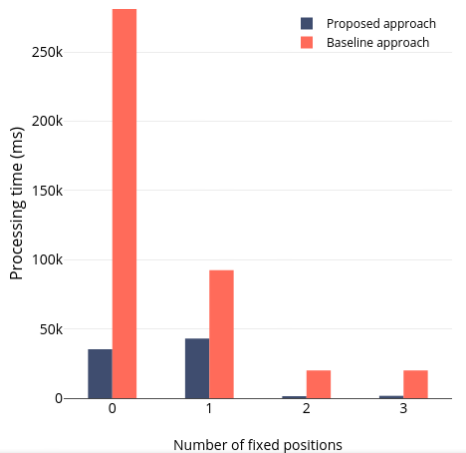 Proposed approach
Baseline approach
Processing time (ms)
250k
200k
150k
100k
50k
0
0 1 2 3
Number of fixed positions